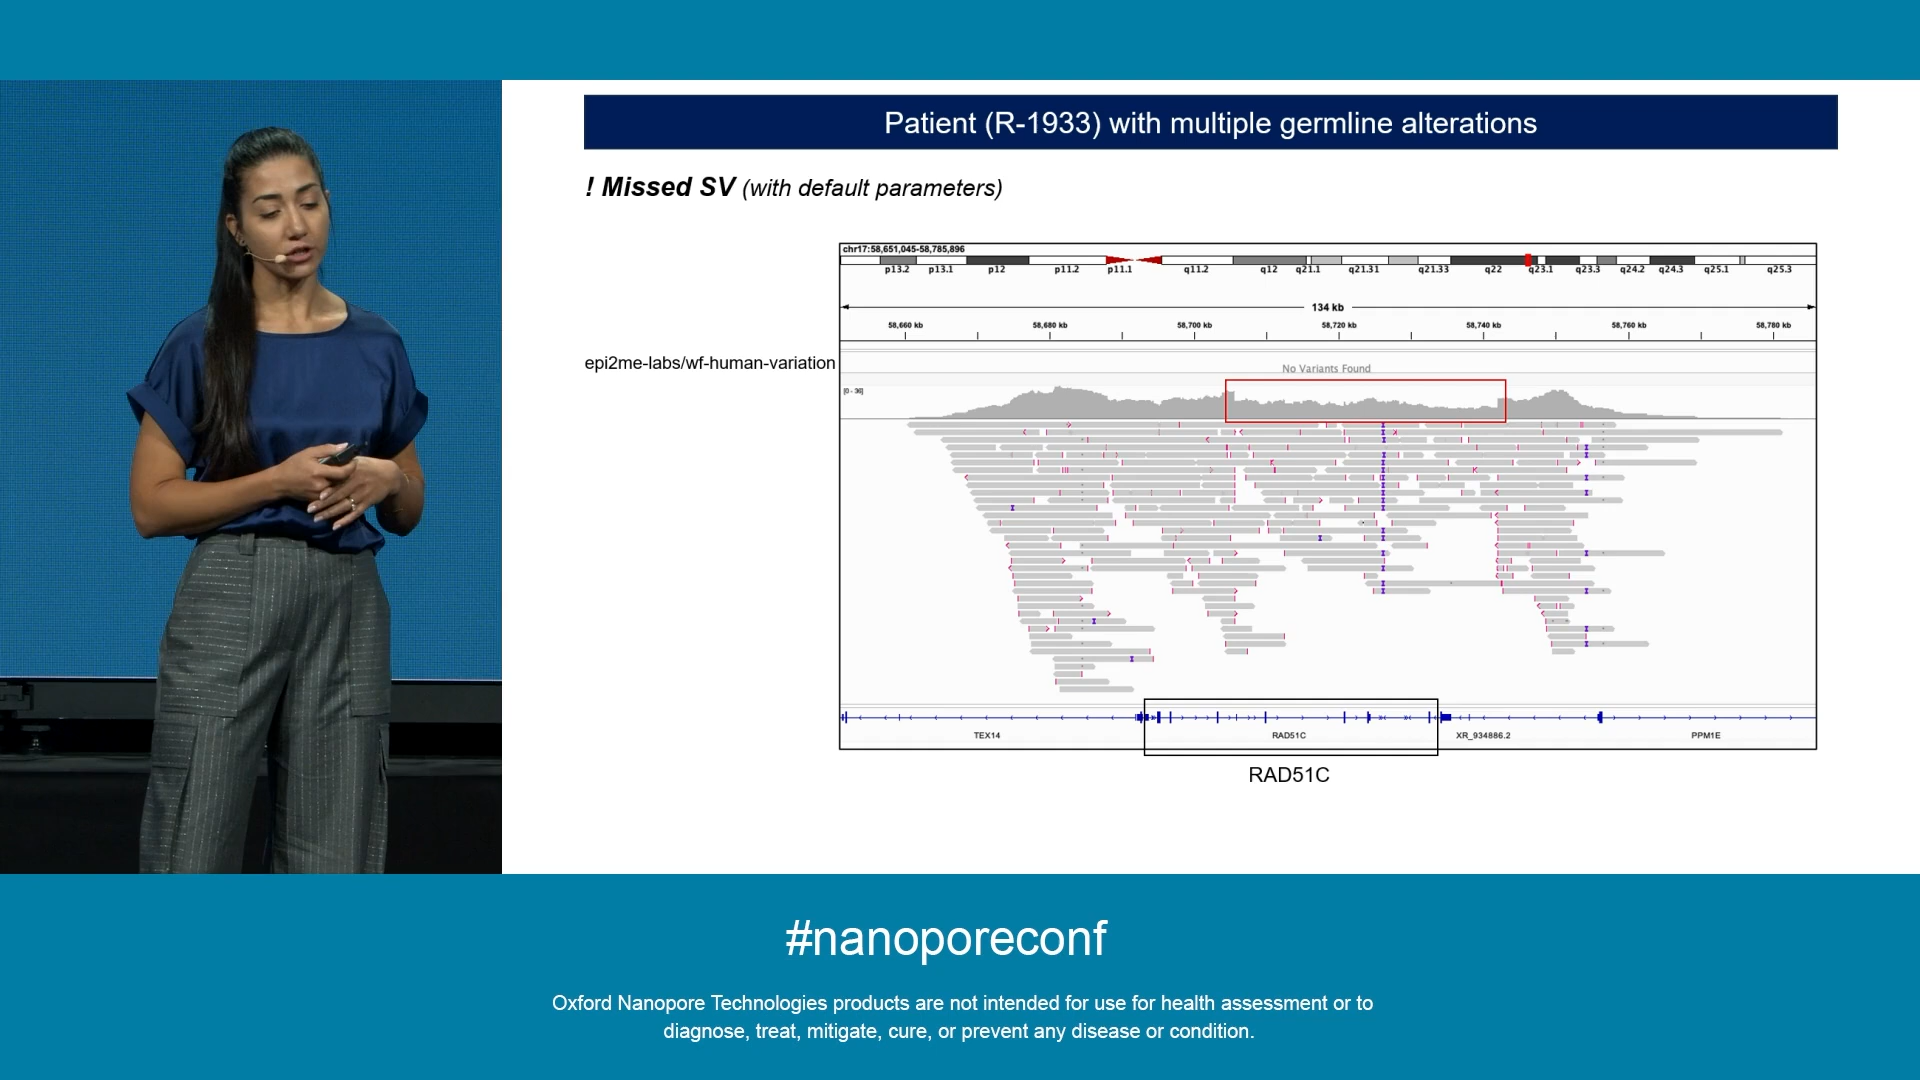 Patient (R-1933) with multiple germline alterations
! Missed SV (with default parameters)
chr17:58,651,045-58,785,896
p13.2 p13.1 p12 p11.2 p11.1 q11.2 q12 q21.1 q21.31 q21.33 q22 q23.1 q23.3 q24.2 q24.3 q25.1 q25.3
134 kb
58,660 kb 58,680 kb 58,700 kb 58,720 kb 58,740 kb 58,760 kb 58,780 kb
epi2me-labs/wf-human-variation
No Variants Found
[0 - 36]
TEX14 RAD51C XR_934886.2 PPM1E
RAD51C
#nanoporeconf
Oxford Nanopore Technologies products are not intended for use for health assessment or to
diagnose, treat, mitigate, cure, or prevent any disease or condition.